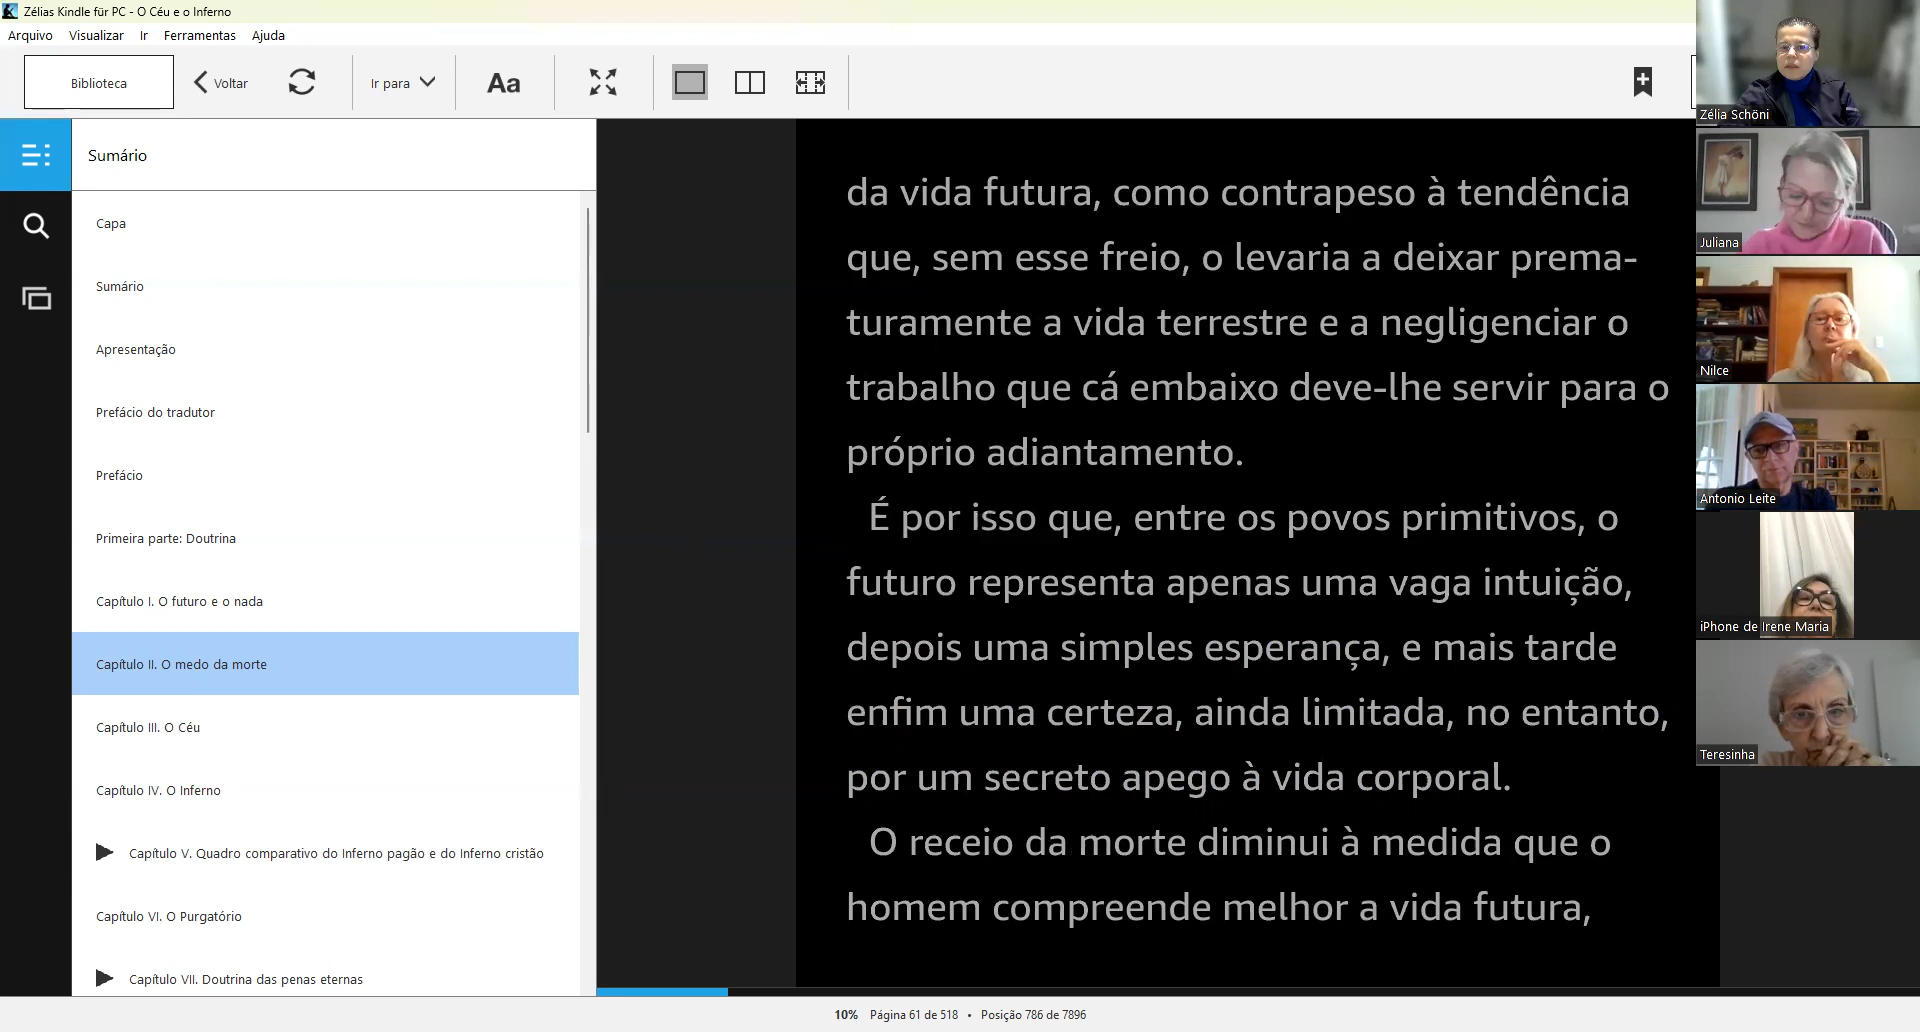 Zélias Kindle für PC - O Céu e o Inferno
Arquivo Visualizar Ir Ferramentas Ajuda
Biblioteca Voltar Ir para Aa
Sumário
Capa
Sumário
Apresentação
Prefácio do tradutor
Prefácio
Primeira parte: Doutrina
Capítulo I. O futuro e o nada
Capítulo II. O medo da morte
Capítulo III. O Céu
Capítulo IV. O Inferno
Capítulo V. Quadro comparativo do Inferno pagão e do Inferno cristão
Capítulo VI. O Purgatório
Capítulo VII. Doutrina das penas eternas
da vida futura, como contrapeso à tendência
que, sem esse freio, o levaria a deixar prema-
turamente a vida terrestre e a negligenciar o
trabalho que cá embaixo deve-lhe servir para o
próprio adiantamento.
É por isso que, entre os povos primitivos, o
futuro representa apenas uma vaga intuição,
depois uma simples esperança, e mais tarde
enfim uma certeza, ainda limitada, no entanto,
por um secreto apego à vida corporal.
O receio da morte diminui à medida que o
homem compreende melhor a vida futura,
10% Página 61 de 518 • Posição 786 de 7896
Zélia Schöni
Juliana
Nilce
Antonio Leite
iPhone de Irene Maria
Teresinha